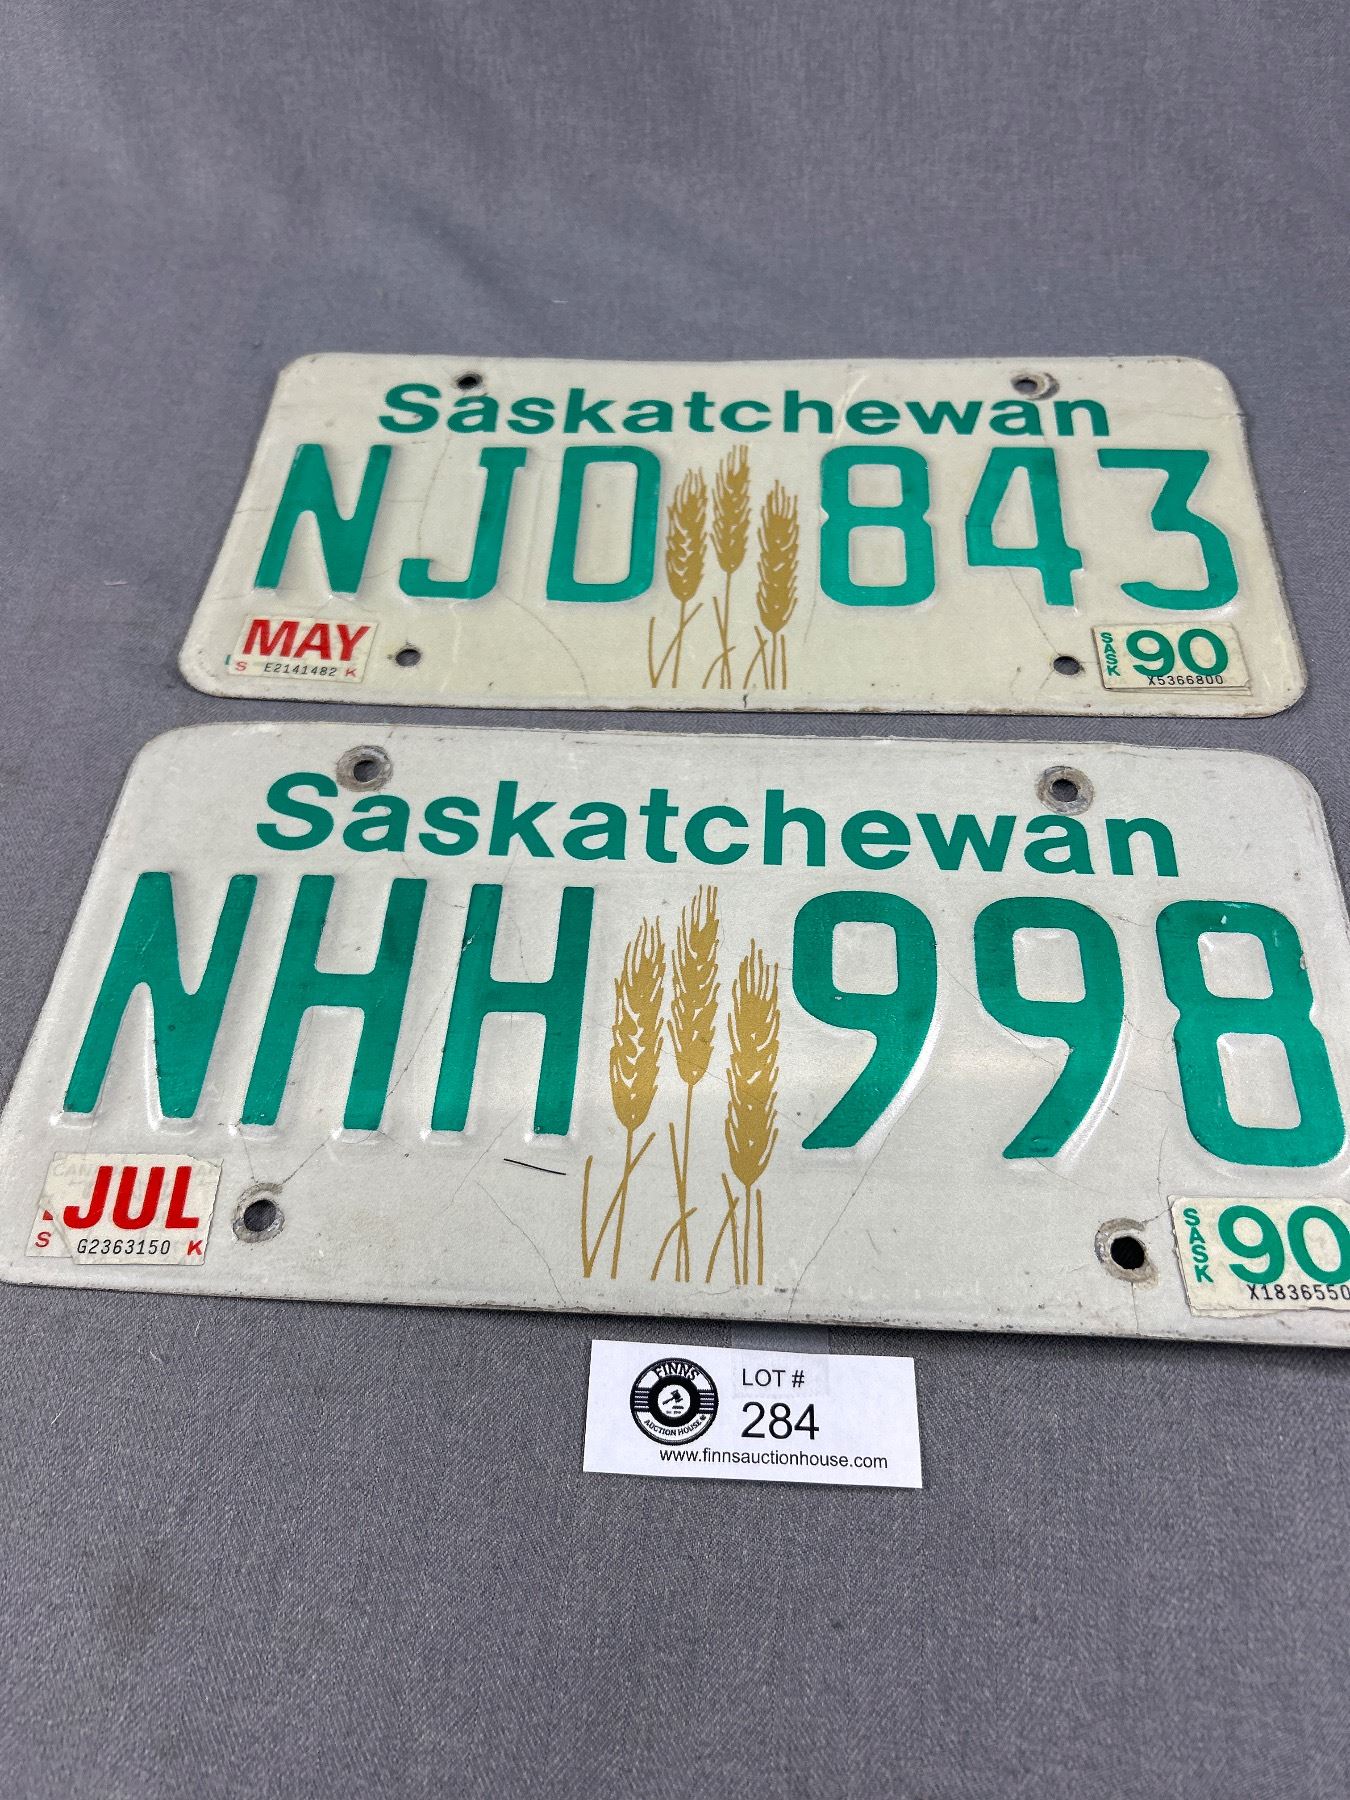 Saskatchewan
NJD 843
MAY
S E2141482 K
SASK 90
X5366800
Saskatchewan
NHH 998
JUL
S G2363150 K
SASK 90
X1836550
FINNS
AUCTION HOUSE
LOT #
284
www.finnsauctionhouse.com